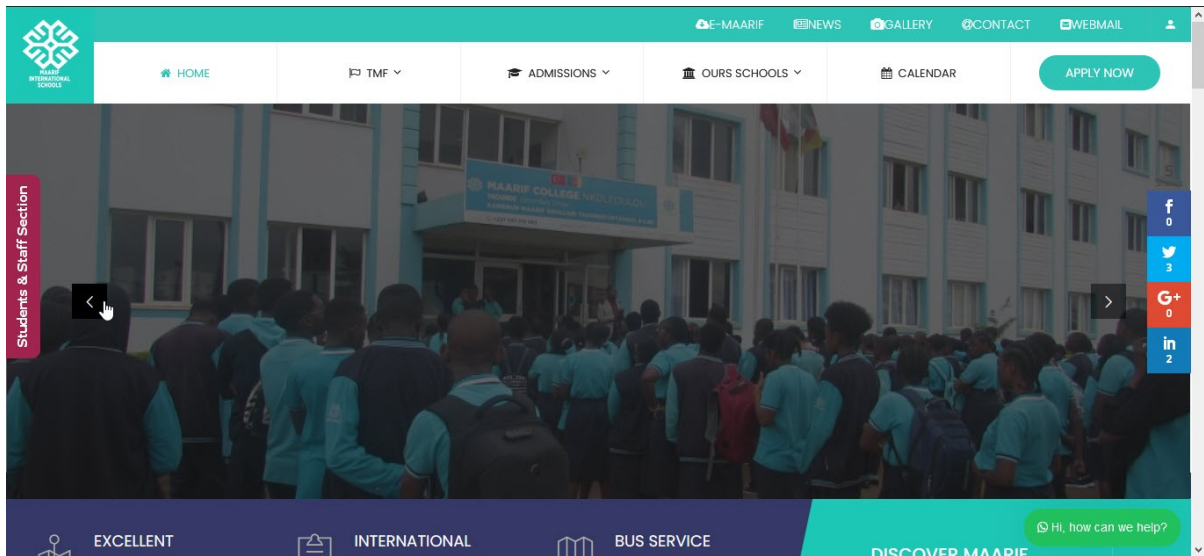 E-MAARIF NEWS GALLERY @CONTACT WEBMAIL
MAARIF
INTERNATIONAL
SCHOOLS
HOME TMF ADMISSIONS OURS SCHOOLS CALENDAR APPLY NOW
MAARIF COLLEGE
Students & Staff Section
f
0
3
G+
0
in
2
Hi, how can we help?
EXCELLENT INTERNATIONAL BUS SERVICE
DISCOVER MAARIF